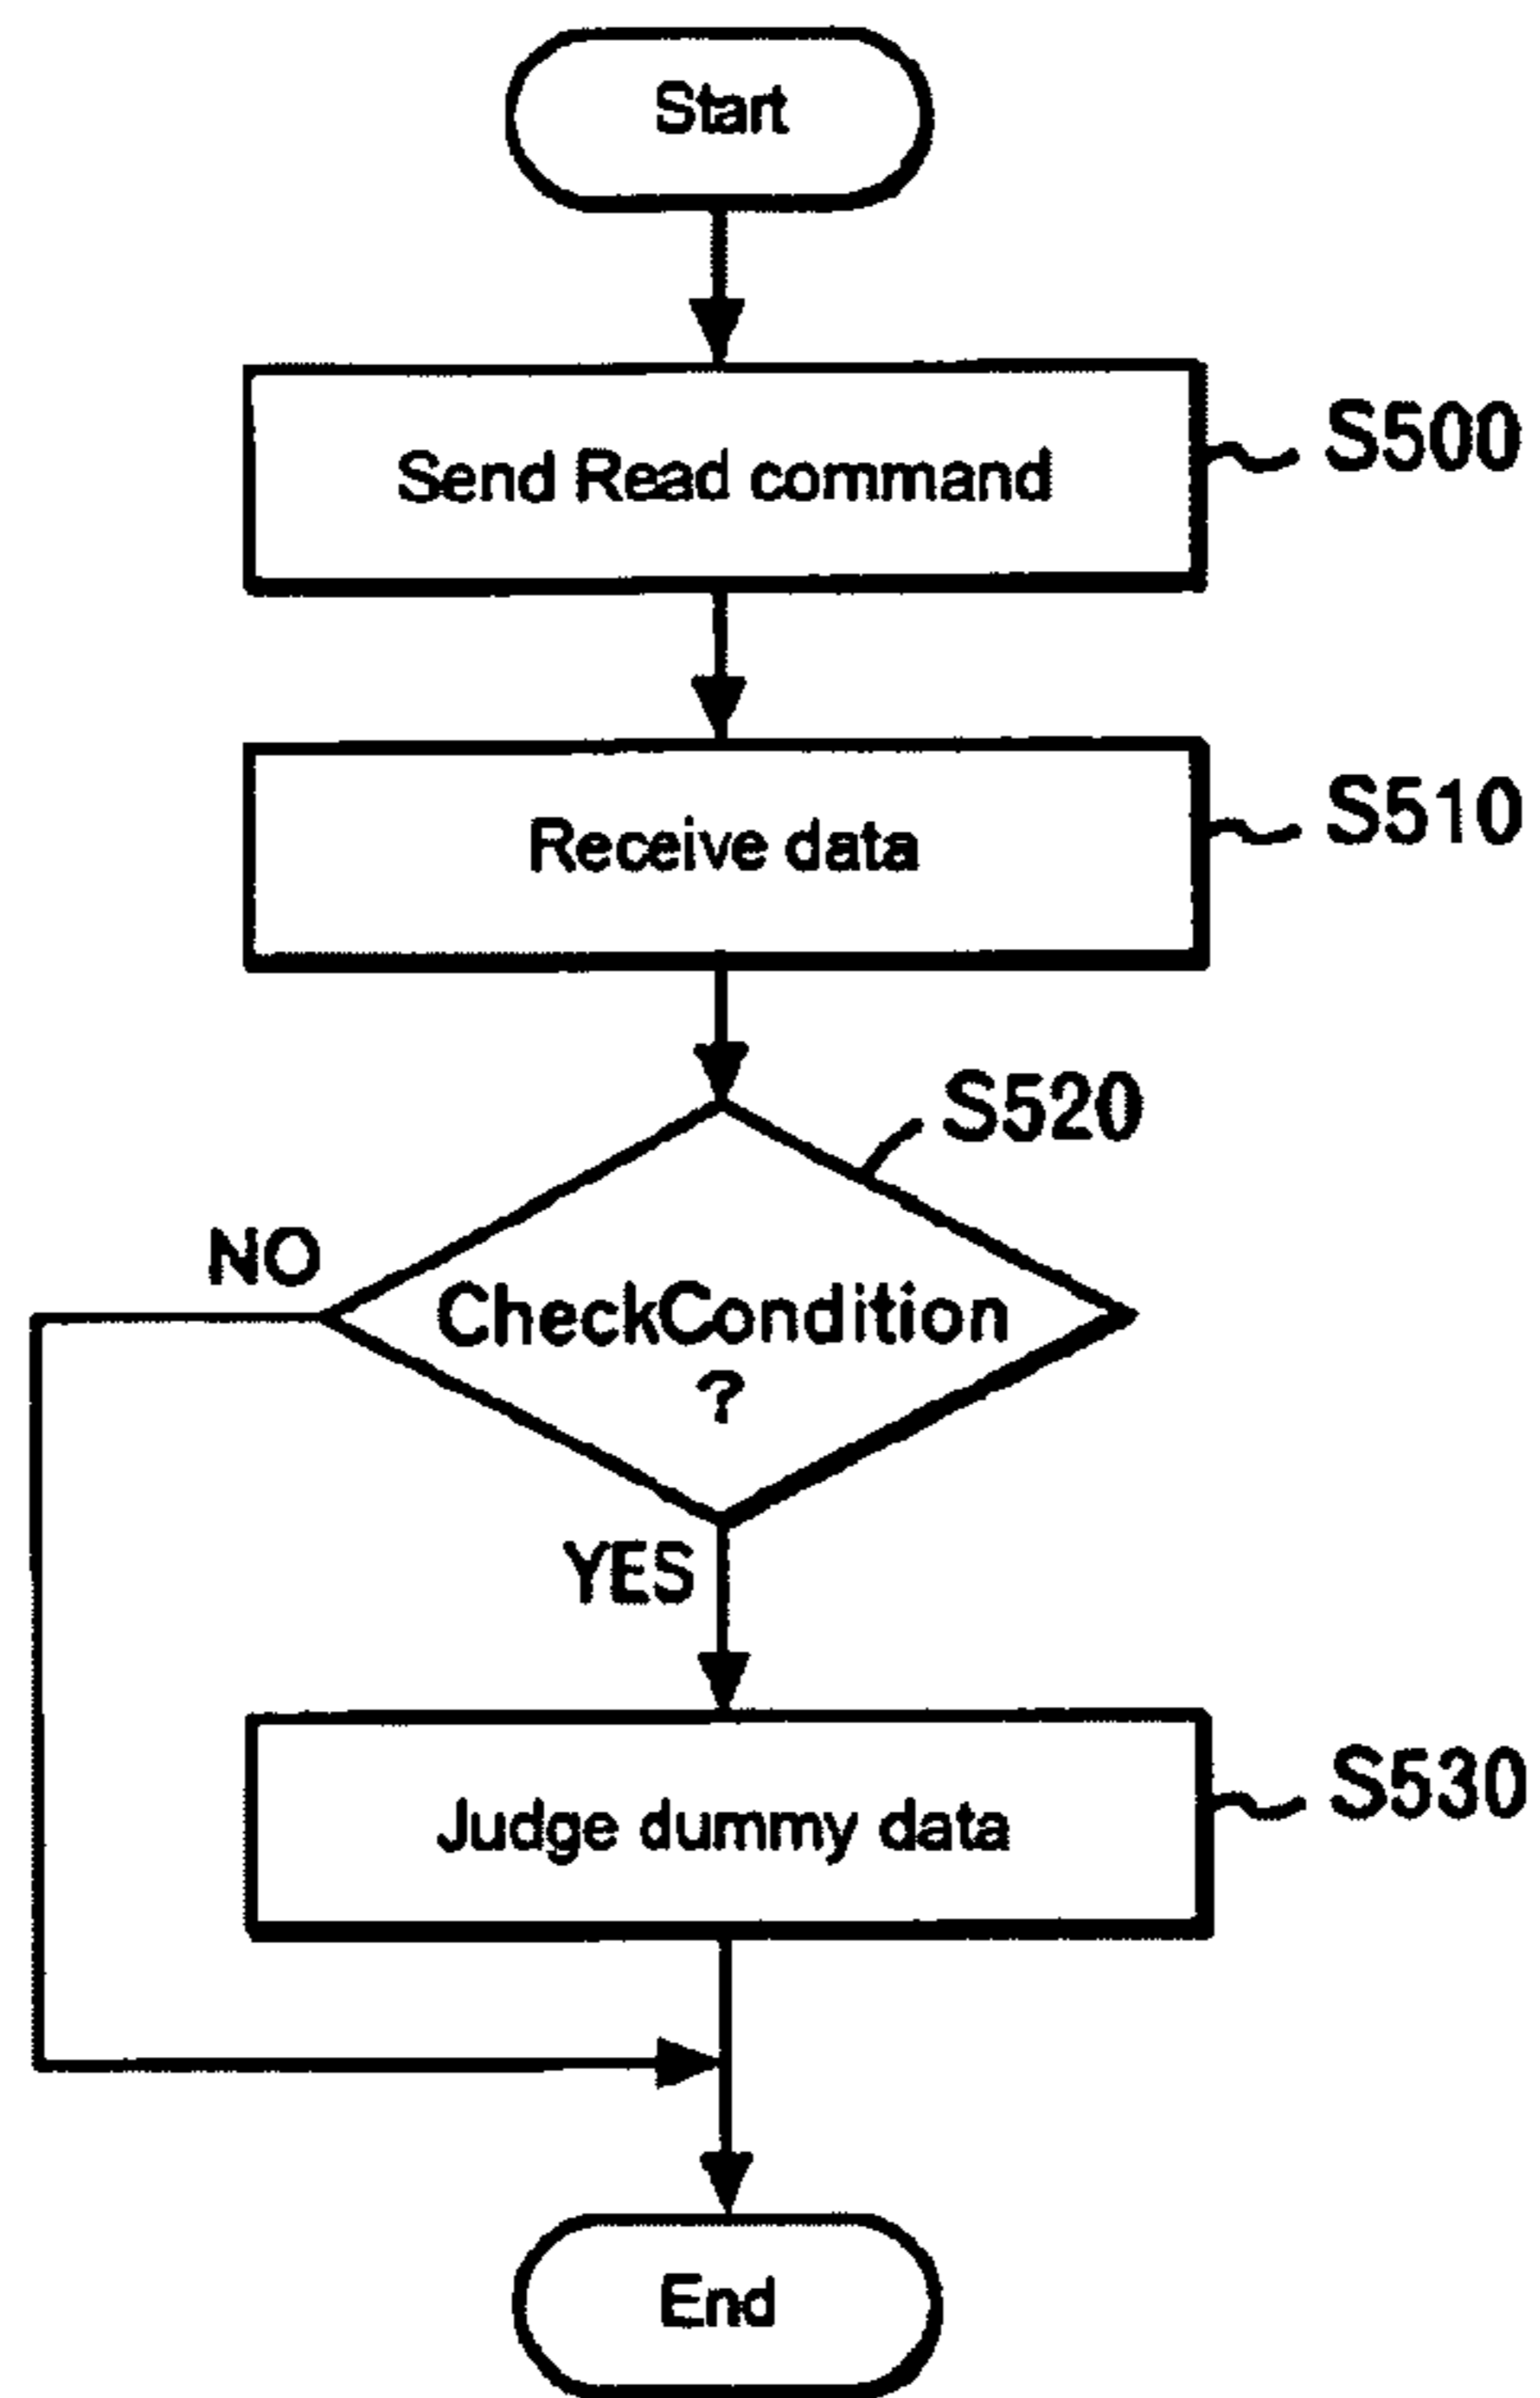 Start
Send Read command
S500
Receive data
S510
S520
NO
CheckCondition
?
YES
Judge dummy data
S530
End